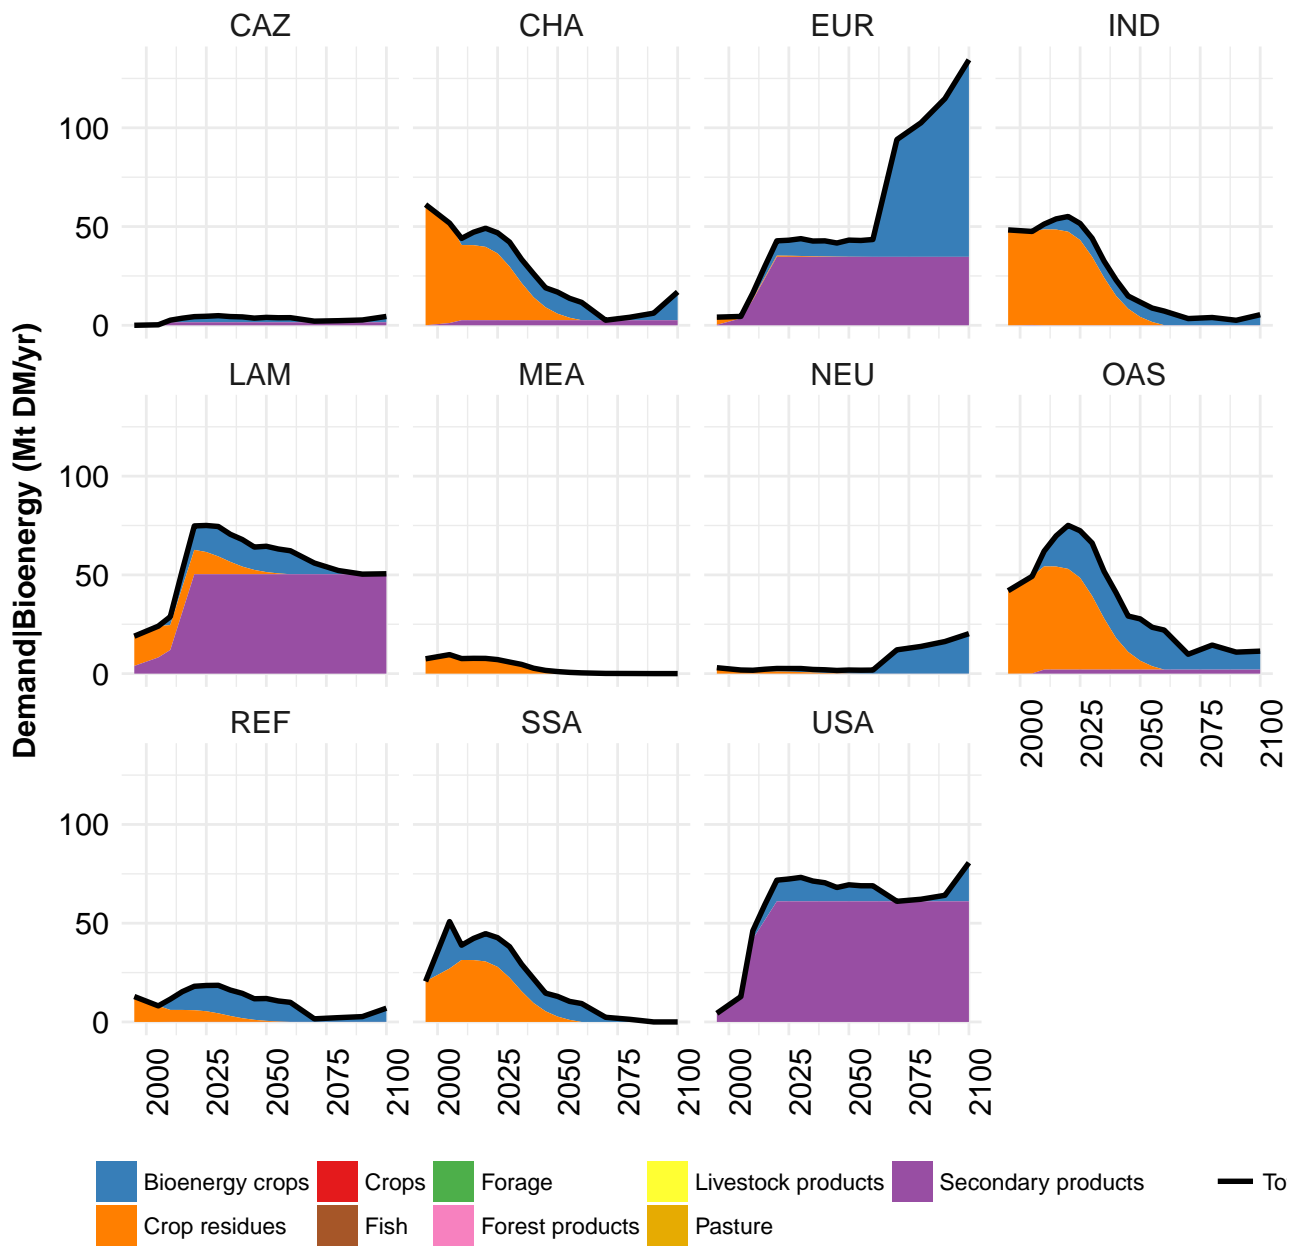 CAZ CHA EUR IND
100
50
0
LAM MEA NEU OAS
100
50
0
Demand|Bioenergy (Mt DM/yr)
2000 2025 2050 2075 2100
REF SSA USA
100
50
0
2000 2025 2050 2075 2100 2000 2025 2050 2075 2100 2000 2025 2050 2075 2100
Bioenergy crops Crops Forage Livestock products Secondary products To
Crop residues Fish Forest products Pasture